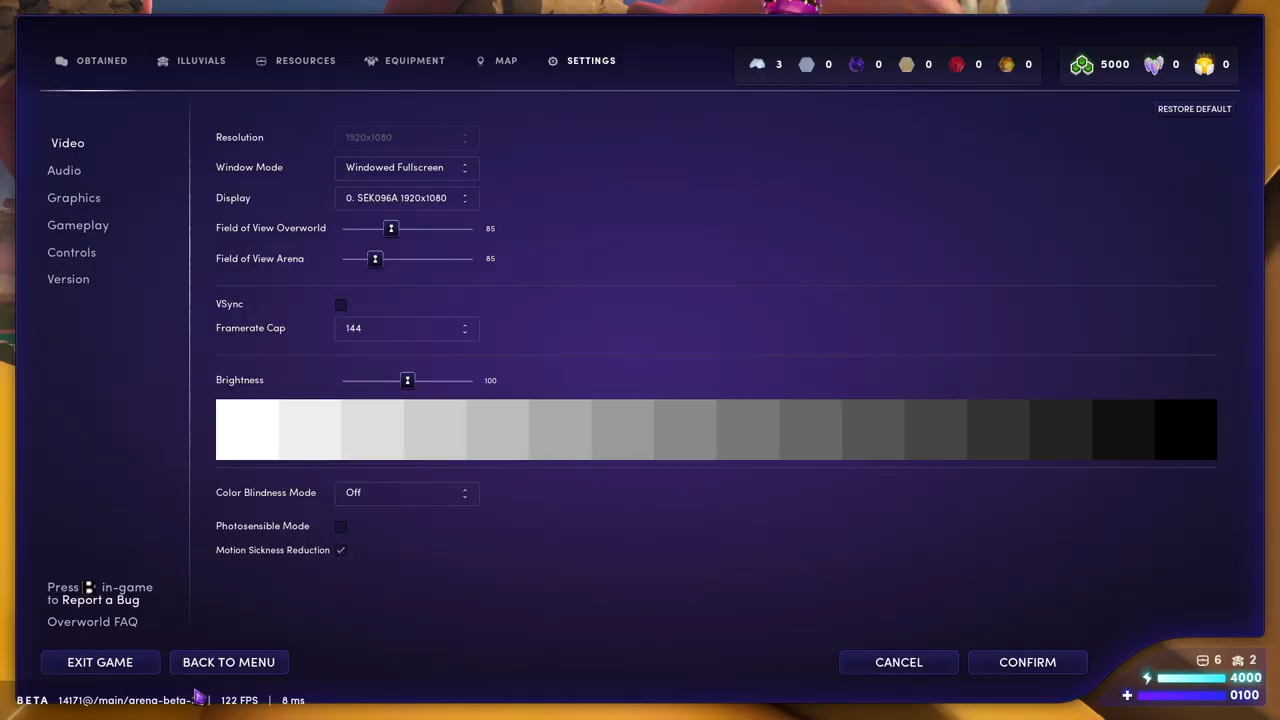 OBTAINED ILLUVIALS RESOURCES EQUIPMENT MAP SETTINGS 3 0 0 0 0 0 5000 0 0
RESTORE DEFAULT
Video
Audio
Graphics
Gameplay
Controls
Version
Resolution 1920x1080
Window Mode Windowed Fullscreen
Display 0. SEK096A 1920x1080
Field of View Overworld 85
Field of View Arena 85
VSync
Framerate Cap 144
Brightness 100
Color Blindness Mode Off
Photosensible Mode
Motion Sickness Reduction
Press in-game
to Report a Bug
Overworld FAQ
EXIT GAME BACK TO MENU CANCEL CONFIRM
6 2
4000
0100
BETA 14171@/main/arena-beta- | 122 FPS | 8 ms